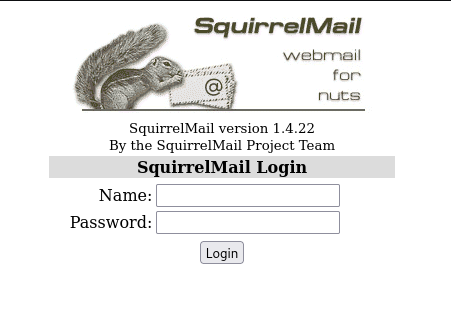 SquirrelMail
webmail
for
nuts
@
SquirrelMail version 1.4.22
By the SquirrelMail Project Team
SquirrelMail Login
Name:
Password:
Login